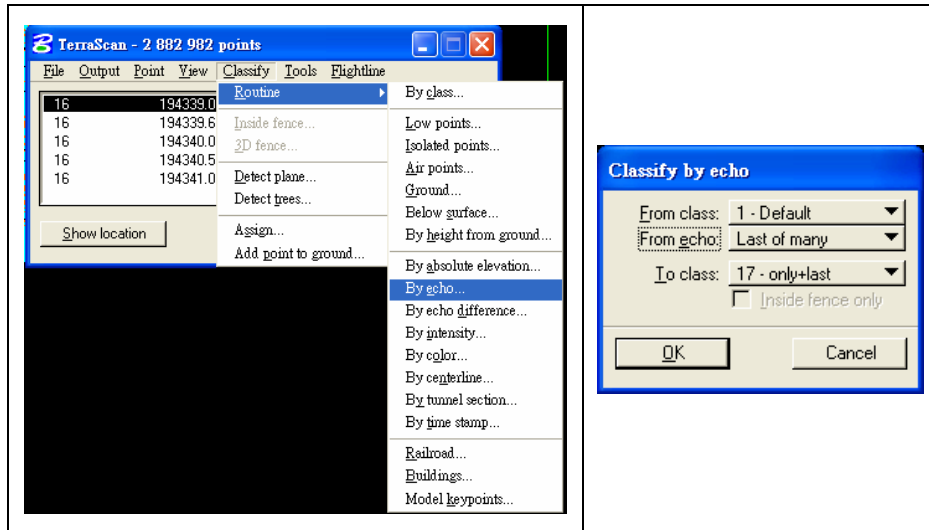 TerraScan - 2 882 982 points
File Output Point View Classify Tools Flightline
16 194339.0
16 194339.6
16 194340.0
16 194340.5
16 194341.0
Show location
Routine
Inside fence...
3D fence...
Detect plane...
Detect trees...
Assign...
Add point to ground...
By class...
Low points...
Isolated points...
Air points...
Ground...
Below surface...
By height from ground...
By absolute elevation...
By echo...
By echo difference...
By intensity...
By color...
By centerline...
By tunnel section...
By time stamp...
Railroad...
Buildings...
Model keypoints...
Classify by echo
From class: 1 - Default
From echo: Last of many
To class: 17 - only+last
Inside fence only
OK Cancel